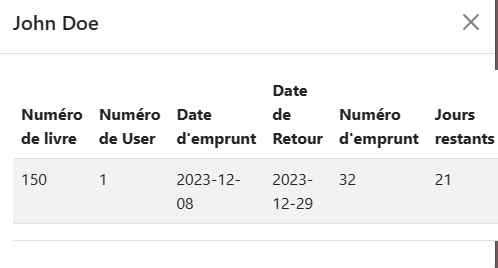 John Doe
Numéro de livre
Numéro de User
Date d'emprunt
Date de Retour
Numéro d'emprunt
Jours restants
150
1
2023-12-08
2023-12-29
32
21